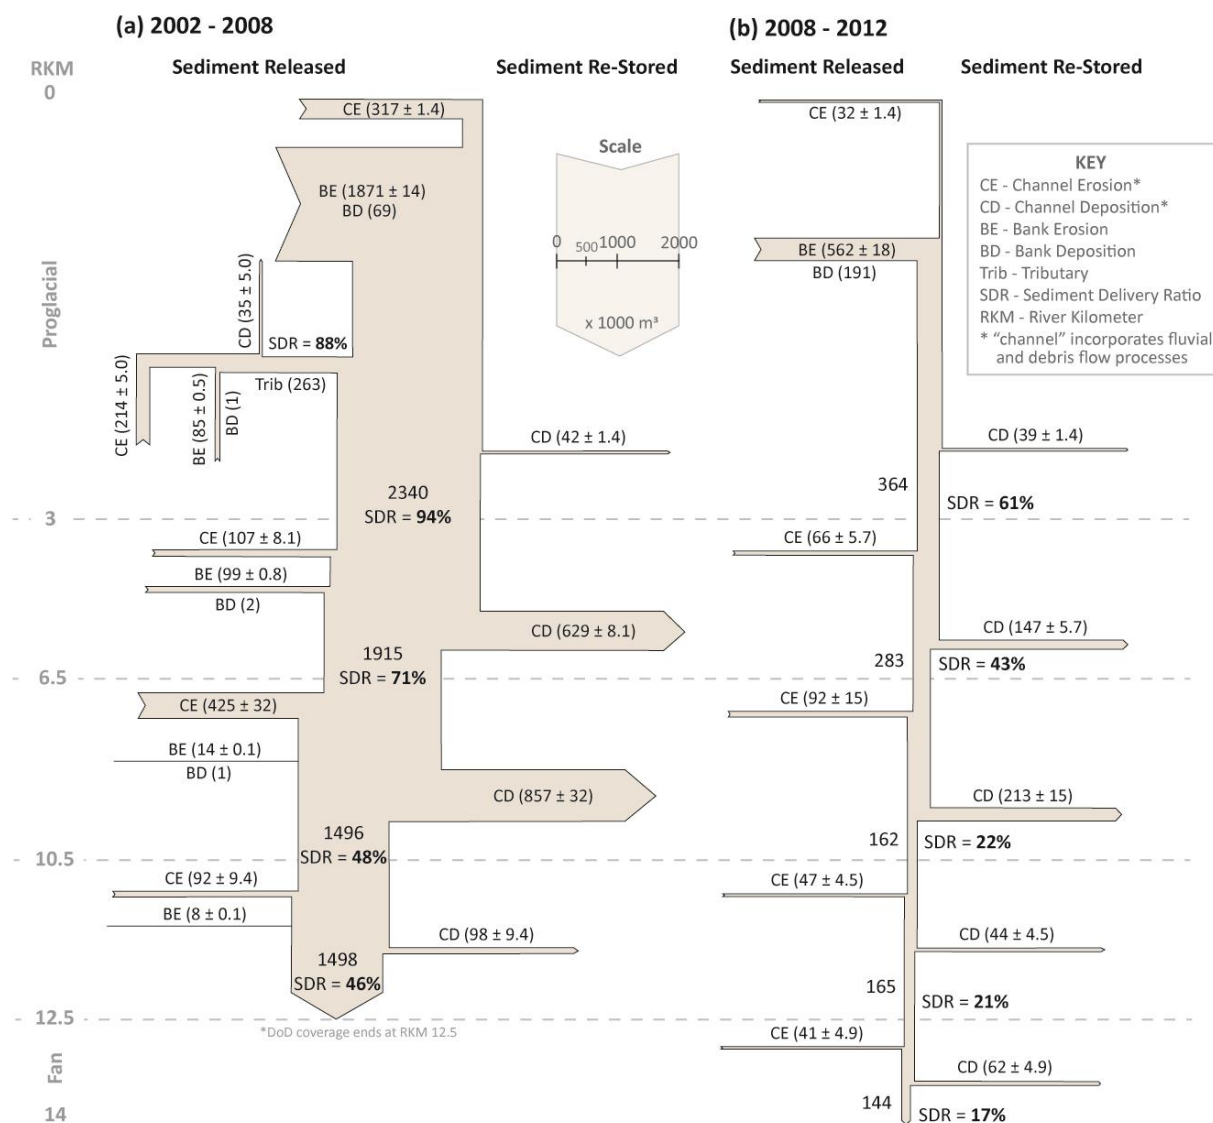 (a) 2002 - 2008
(b) 2008 - 2012
RKM
Sediment Released
Sediment Re-Stored
Sediment Released
Sediment Re-Stored
0
CE (317 ± 1.4)
BE (1871 ± 14)
BD (69)
CD (35 ± 5.0)
SDR = 88%
CE (214 ± 5.0)
BE (85 ± 0.5)
BD (1)
Trib (263)
CD (42 ± 1.4)
2340
SDR = 94%
Proglacial
3
CE (107 ± 8.1)
BE (99 ± 0.8)
BD (2)
CD (629 ± 8.1)
1915
SDR = 71%
6.5
CE (425 ± 32)
BE (14 ± 0.1)
BD (1)
CD (857 ± 32)
1496
SDR = 48%
10.5
CE (92 ± 9.4)
BE (8 ± 0.1)
CD (98 ± 9.4)
1498
SDR = 46%
12.5
*DoD coverage ends at RKM 12.5
Fan
14
Scale
0 500 1000 2000
x 1000 m³
CE (32 ± 1.4)
BE (562 ± 18)
BD (191)
CD (39 ± 1.4)
364
SDR = 61%
CE (66 ± 5.7)
CD (147 ± 5.7)
283
SDR = 43%
CE (92 ± 15)
CD (213 ± 15)
162
SDR = 22%
CE (47 ± 4.5)
CD (44 ± 4.5)
165
SDR = 21%
CE (41 ± 4.9)
CD (62 ± 4.9)
144
SDR = 17%
KEY
CE - Channel Erosion*
CD - Channel Deposition*
BE - Bank Erosion
BD - Bank Deposition
Trib - Tributary
SDR - Sediment Delivery Ratio
RKM - River Kilometer
* “channel” incorporates fluvial
and debris flow processes